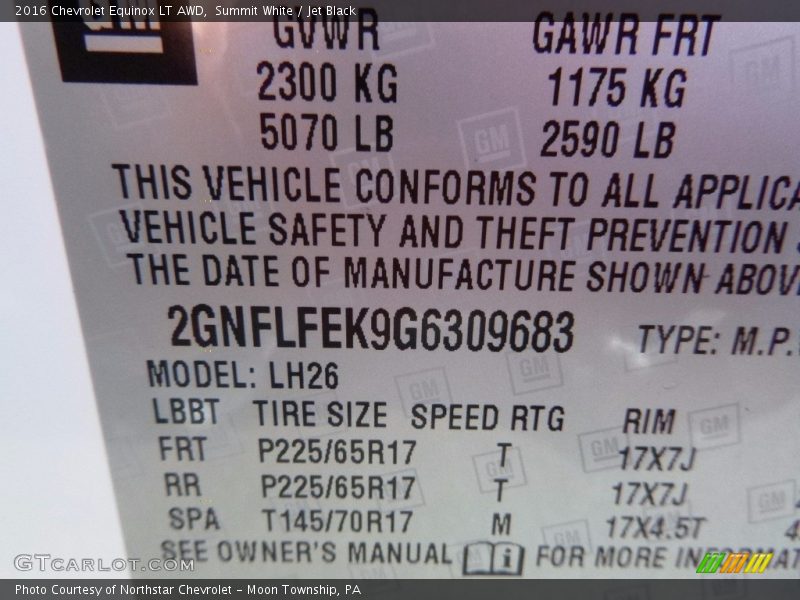 2016 Chevrolet Equinox LT AWD, Summit White / Jet Black
GM
GVWR GAWR FRT
2300 KG 1175 KG
5070 LB 2590 LB
THIS VEHICLE CONFORMS TO ALL APPLICA
VEHICLE SAFETY AND THEFT PREVENTION
THE DATE OF MANUFACTURE SHOWN ABOV
2GNFLFEK9G6309683 TYPE: M.P.
MODEL: LH26
LBBT TIRE SIZE SPEED RTG RIM
FRT P225/65R17 T 17X7J
RR P225/65R17 T 17X7J
SPA T145/70R17 M 17X4.5T 4
SEE OWNER'S MANUAL FOR MORE INFORMAT
GTCarLot.com
Photo Courtesy of Northstar Chevrolet - Moon Township, PA